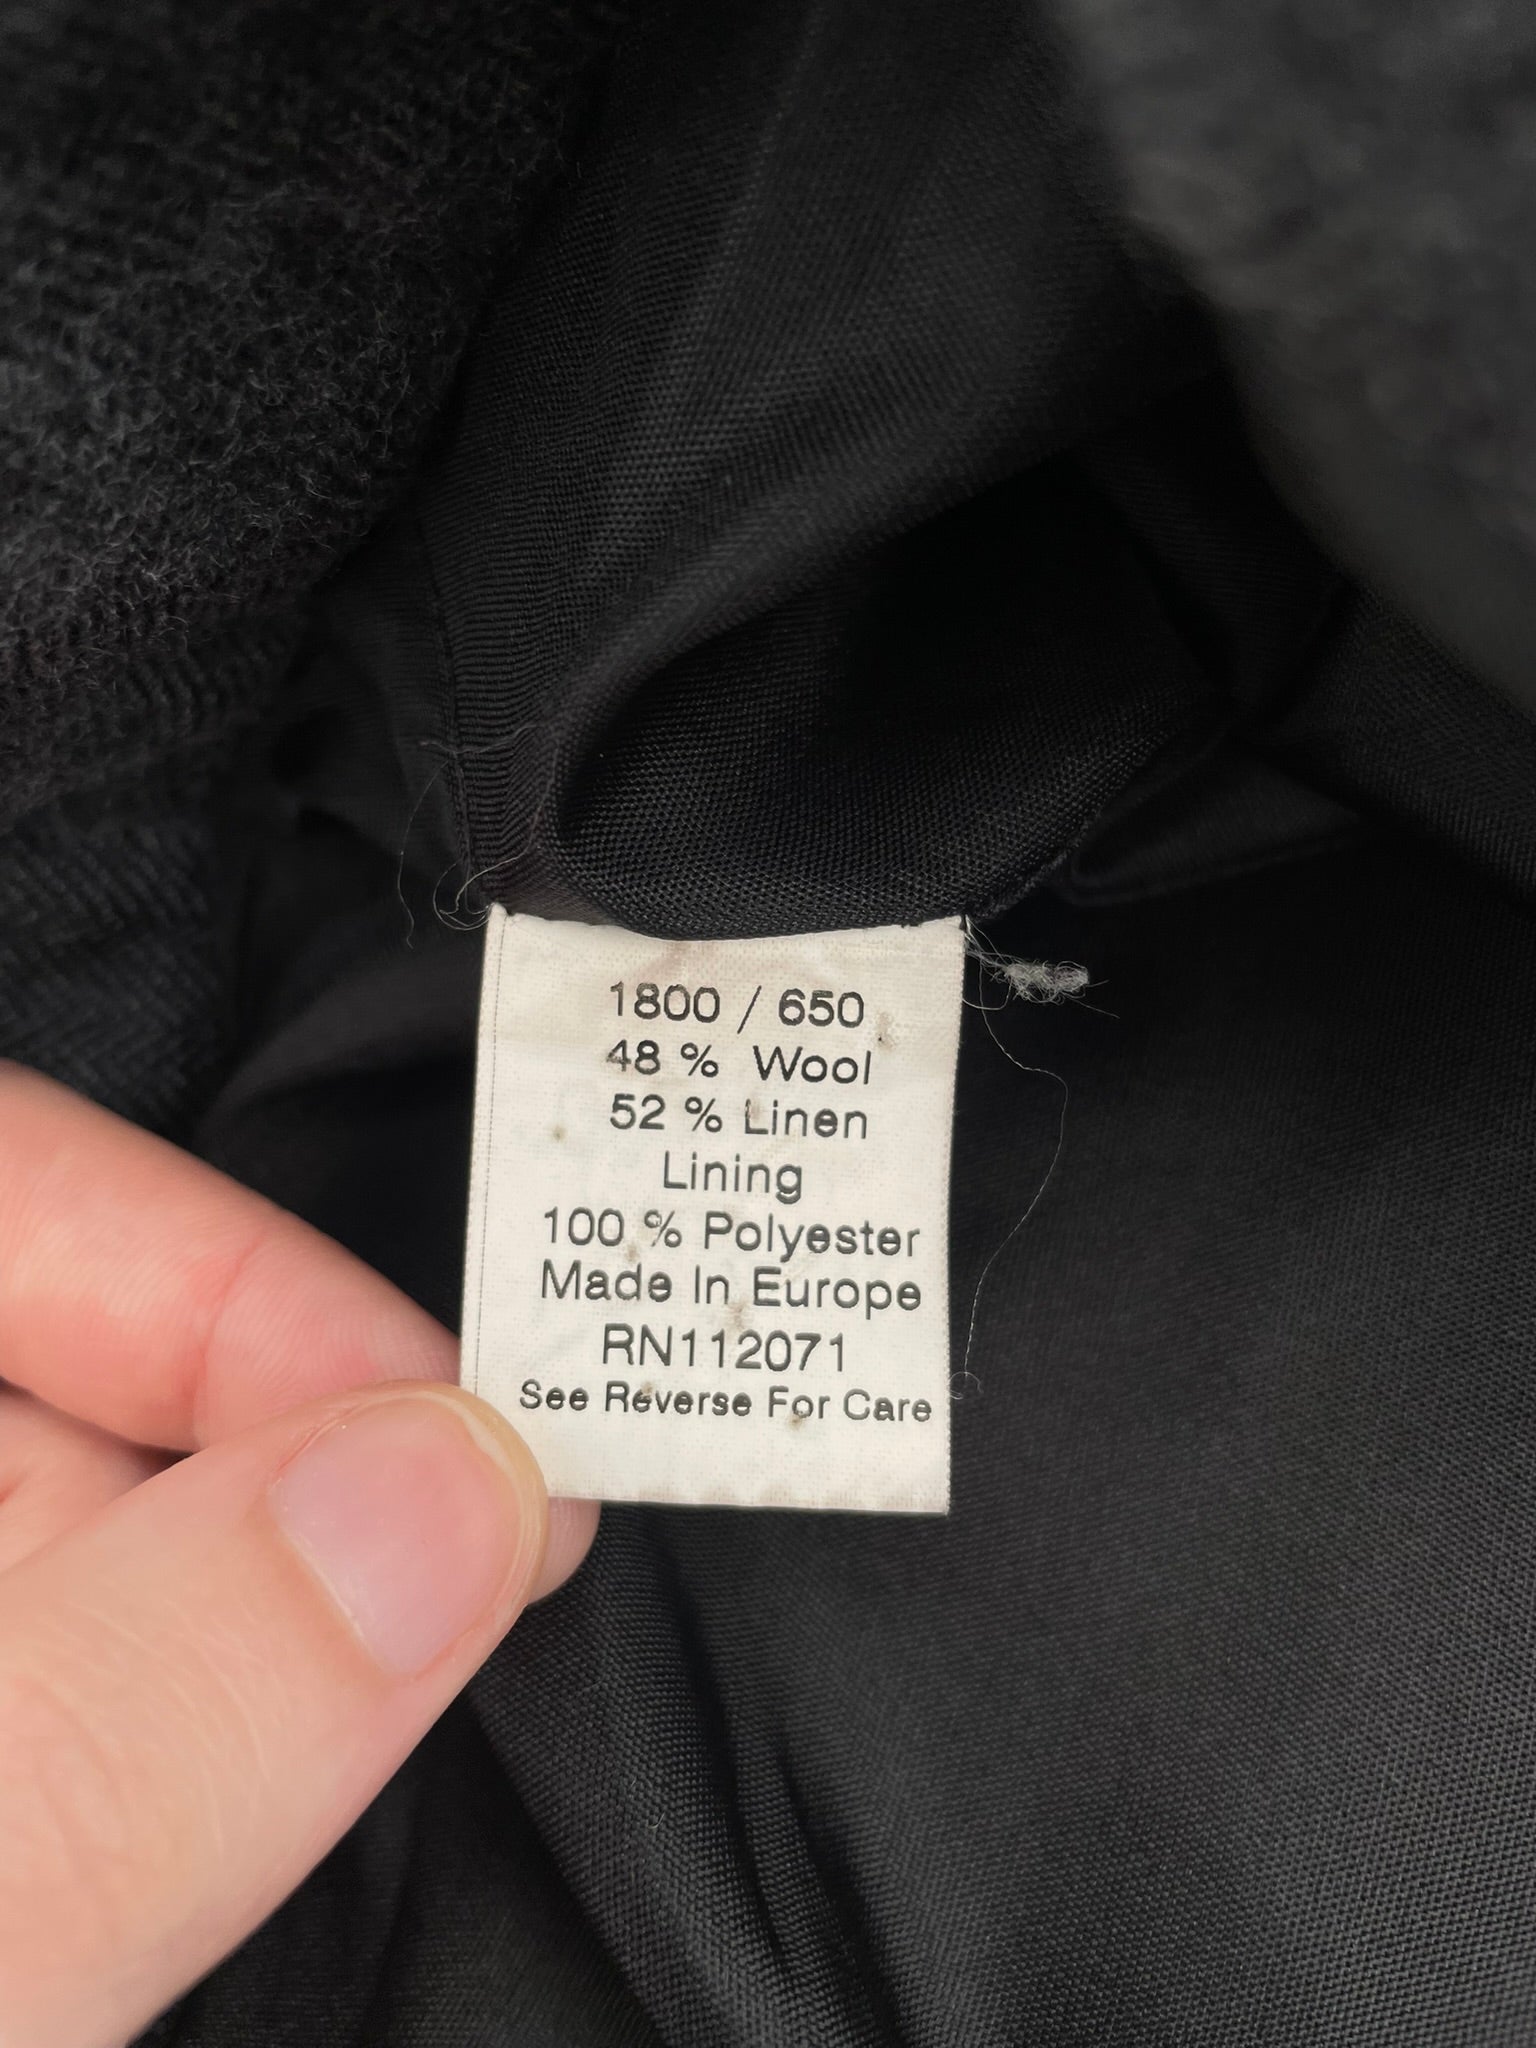 1800 / 650
48 % Wool
52 % Linen
Lining
100 % Polyester
Made In Europe
RN112071
See Reverse For Care